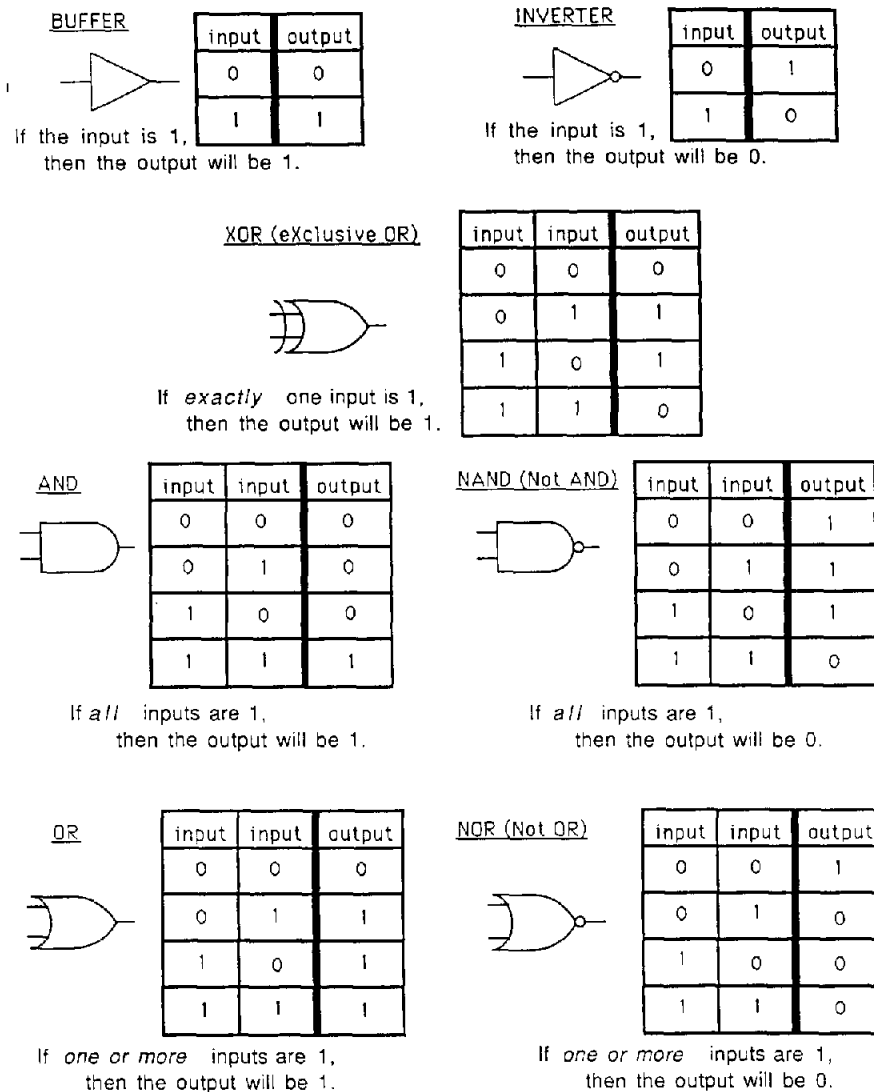 BUFFER
input output
0 0
1 1
If the input is 1,
then the output will be 1.
INVERTER
input output
0 1
1 0
If the input is 1,
then the output will be 0.
XOR (eXclusive OR)
input input output
0 0 0
0 1 1
1 0 1
1 1 0
If exactly one input is 1,
then the output will be 1.
AND
input input output
0 0 0
0 1 0
1 0 0
1 1 1
If all inputs are 1,
then the output will be 1.
NAND (Not AND)
input input output
0 0 1
0 1 1
1 0 1
1 1 0
If all inputs are 1,
then the output will be 0.
OR
input input output
0 0 0
0 1 1
1 0 1
1 1 1
If one or more inputs are 1,
then the output will be 1.
NOR (Not OR)
input input output
0 0 1
0 1 0
1 0 0
1 1 0
If one or more inputs are 1,
then the output will be 0.